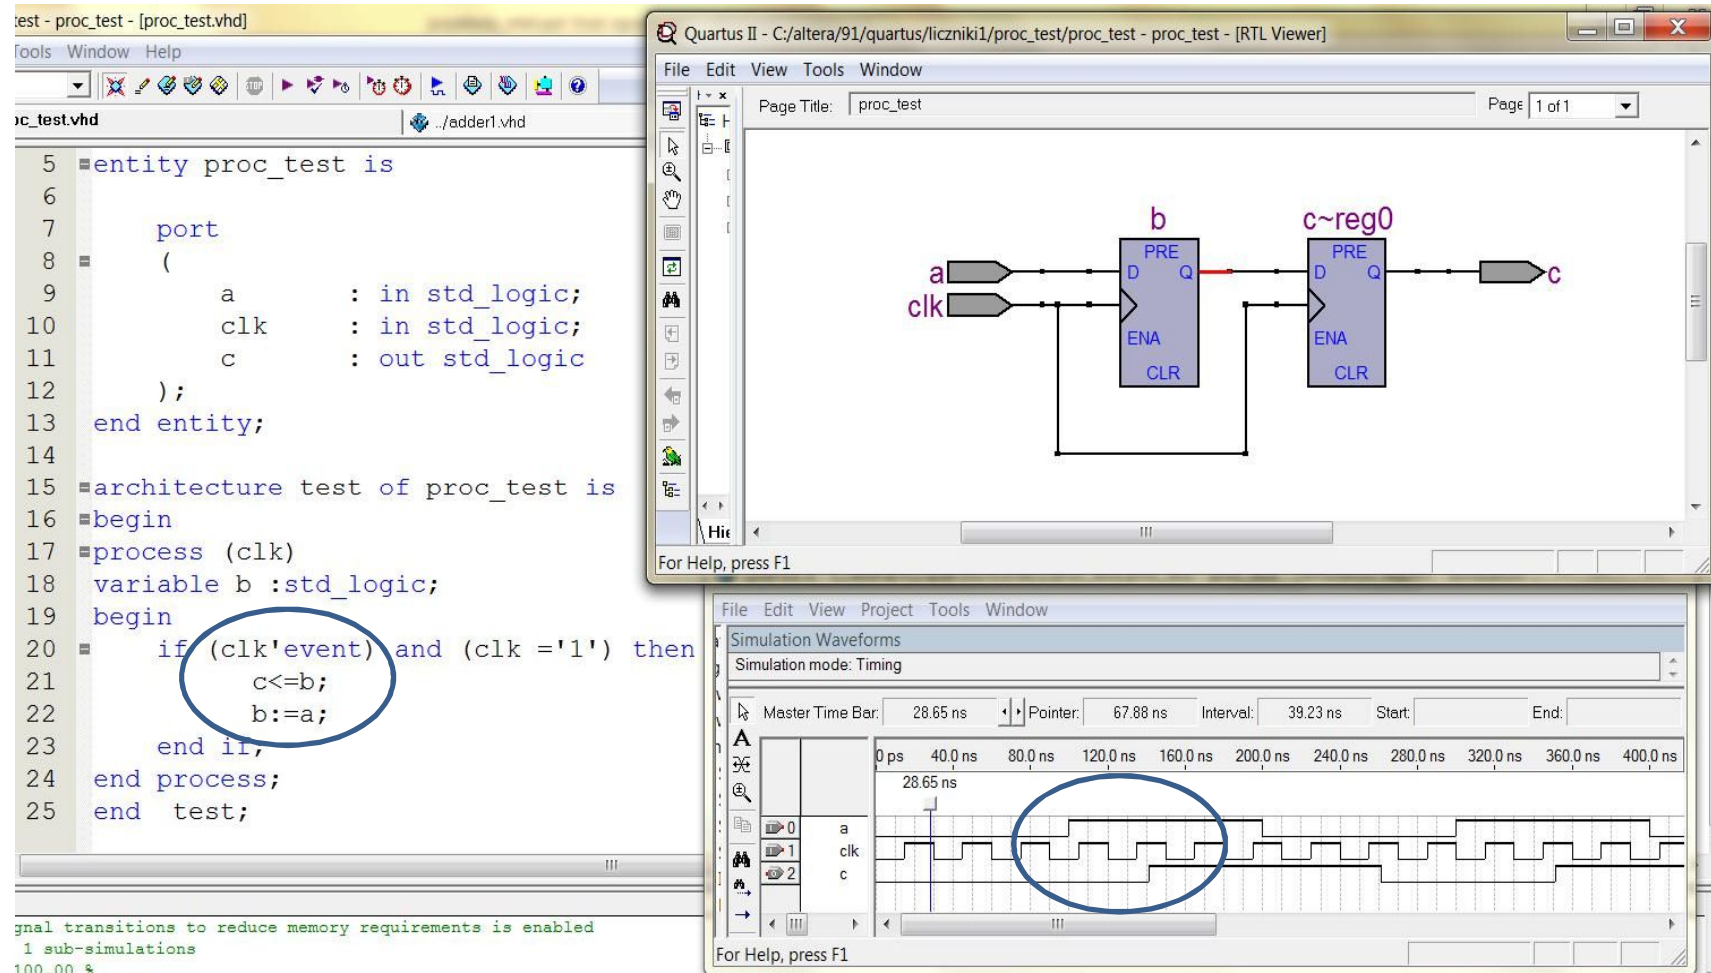 test - proc_test - [proc_test.vhd]
Tools Window Help
oc_test.vhd
../adder1.vhd
5 entity proc_test is
6
7 port
8 (
9 a : in std_logic;
10 clk : in std_logic;
11 c : out std_logic
12 );
13 end entity;
14
15 architecture test of proc_test is
16 begin
17 process (clk)
18 variable b :std_logic;
19 begin
20 if (clk'event) and (clk ='1') then
21 c<=b;
22 b:=a;
23 end if;
24 end process;
25 end test;
gnal transitions to reduce memory requirements is enabled
1 sub-simulations
100.00 %
Quartus II - C:/altera/91/quartus/liczniki1/proc_test/proc_test - proc_test - [RTL Viewer]
File Edit View Tools Window
Page Title: proc_test
Page 1 of 1
b
c~reg0
PRE
PRE
a
D Q
D Q
c
clk
ENA
ENA
CLR
CLR
Hie
For Help, press F1
File Edit View Project Tools Window
Simulation Waveforms
Simulation mode: Timing
Master Time Bar: 28.65 ns Pointer: 67.88 ns Interval: 39.23 ns Start: End:
0 ps 40.0 ns 80.0 ns 120.0 ns 160.0 ns 200.0 ns 240.0 ns 280.0 ns 320.0 ns 360.0 ns 400.0 ns
28.65 ns
0 a
1 clk
2 c
For Help, press F1